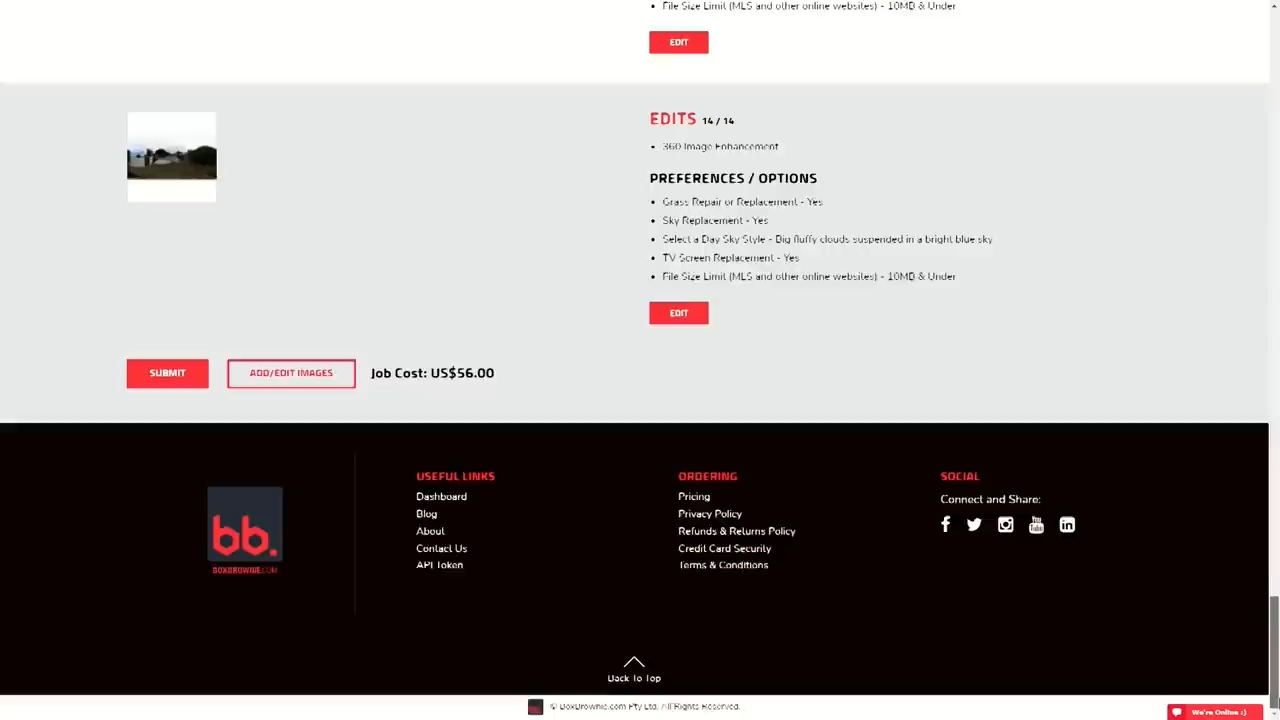 File Size Limit (MLS and other online websites) - 10MB & Under
EDIT
EDITS 14 / 14
360 Image Enhancement
PREFERENCES / OPTIONS
Grass Repair or Replacement - Yes
Sky Replacement - Yes
Select a Day Sky Style - Big fluffy clouds suspended in a bright blue sky
TV Screen Replacement - Yes
File Size Limit (MLS and other online websites) - 10MB & Under
EDIT
SUBMIT
ADD/EDIT IMAGES
Job Cost: US$56.00
bb.
BOXBROWNIE.COM
USEFUL LINKS
Dashboard
Blog
About
Contact Us
API Token
ORDERING
Pricing
Privacy Policy
Refunds & Returns Policy
Credit Card Security
Terms & Conditions
SOCIAL
Connect and Share:
You Tube
in
Back To Top
© BoxBrownie.com Pty Ltd. All Rights Reserved.
We're Online :)